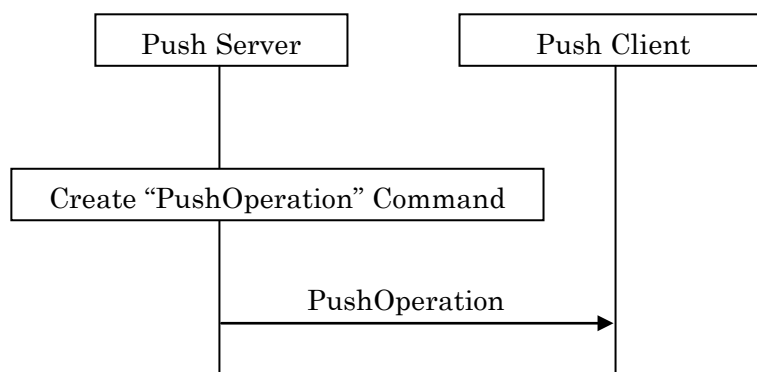 Push Server
Push Client
Create “PushOperation” Command
PushOperation